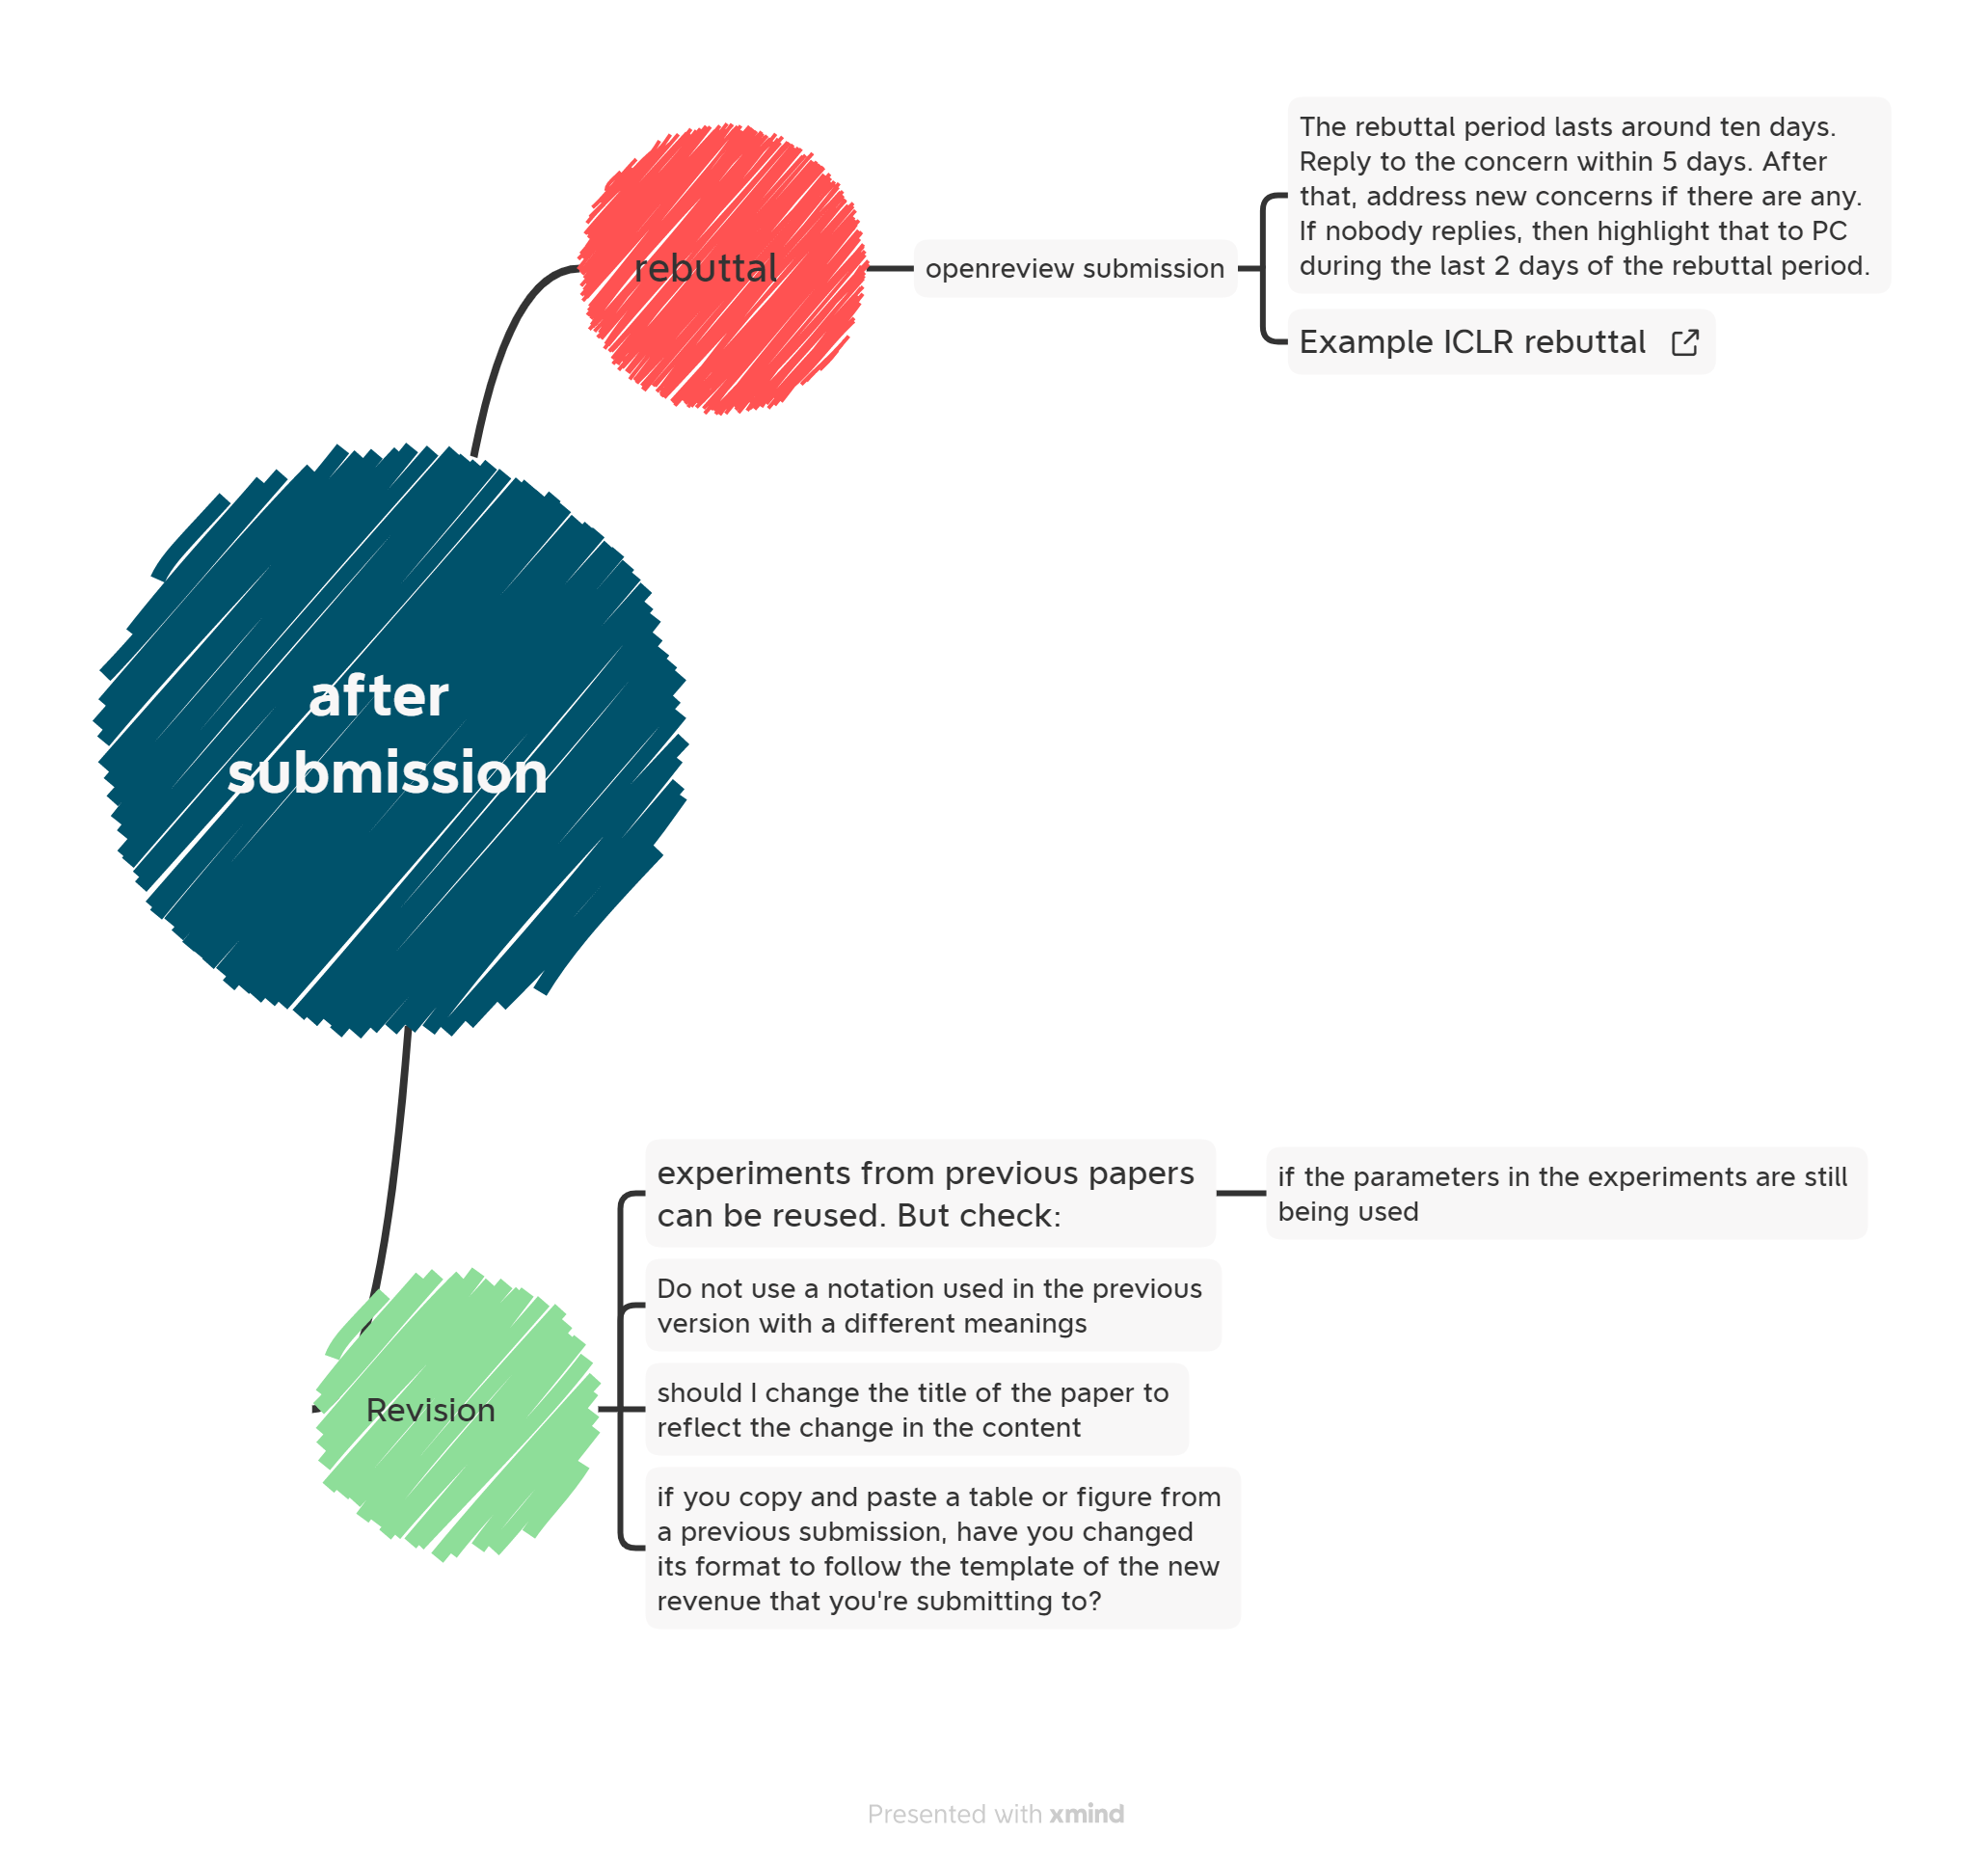 rebuttal
openreview submission
The rebuttal period lasts around ten days.
Reply to the concern within 5 days. After
that, address new concerns if there are any.
If nobody replies, then highlight that to PC
during the last 2 days of the rebuttal period.
Example ICLR rebuttal
after
submission
Revision
experiments from previous papers
can be reused. But check:
if the parameters in the experiments are still
being used
Do not use a notation used in the previous
version with a different meanings
should I change the title of the paper to
reflect the change in the content
if you copy and paste a table or figure from
a previous submission, have you changed
its format to follow the template of the new
revenue that you're submitting to?
Presented with xmind